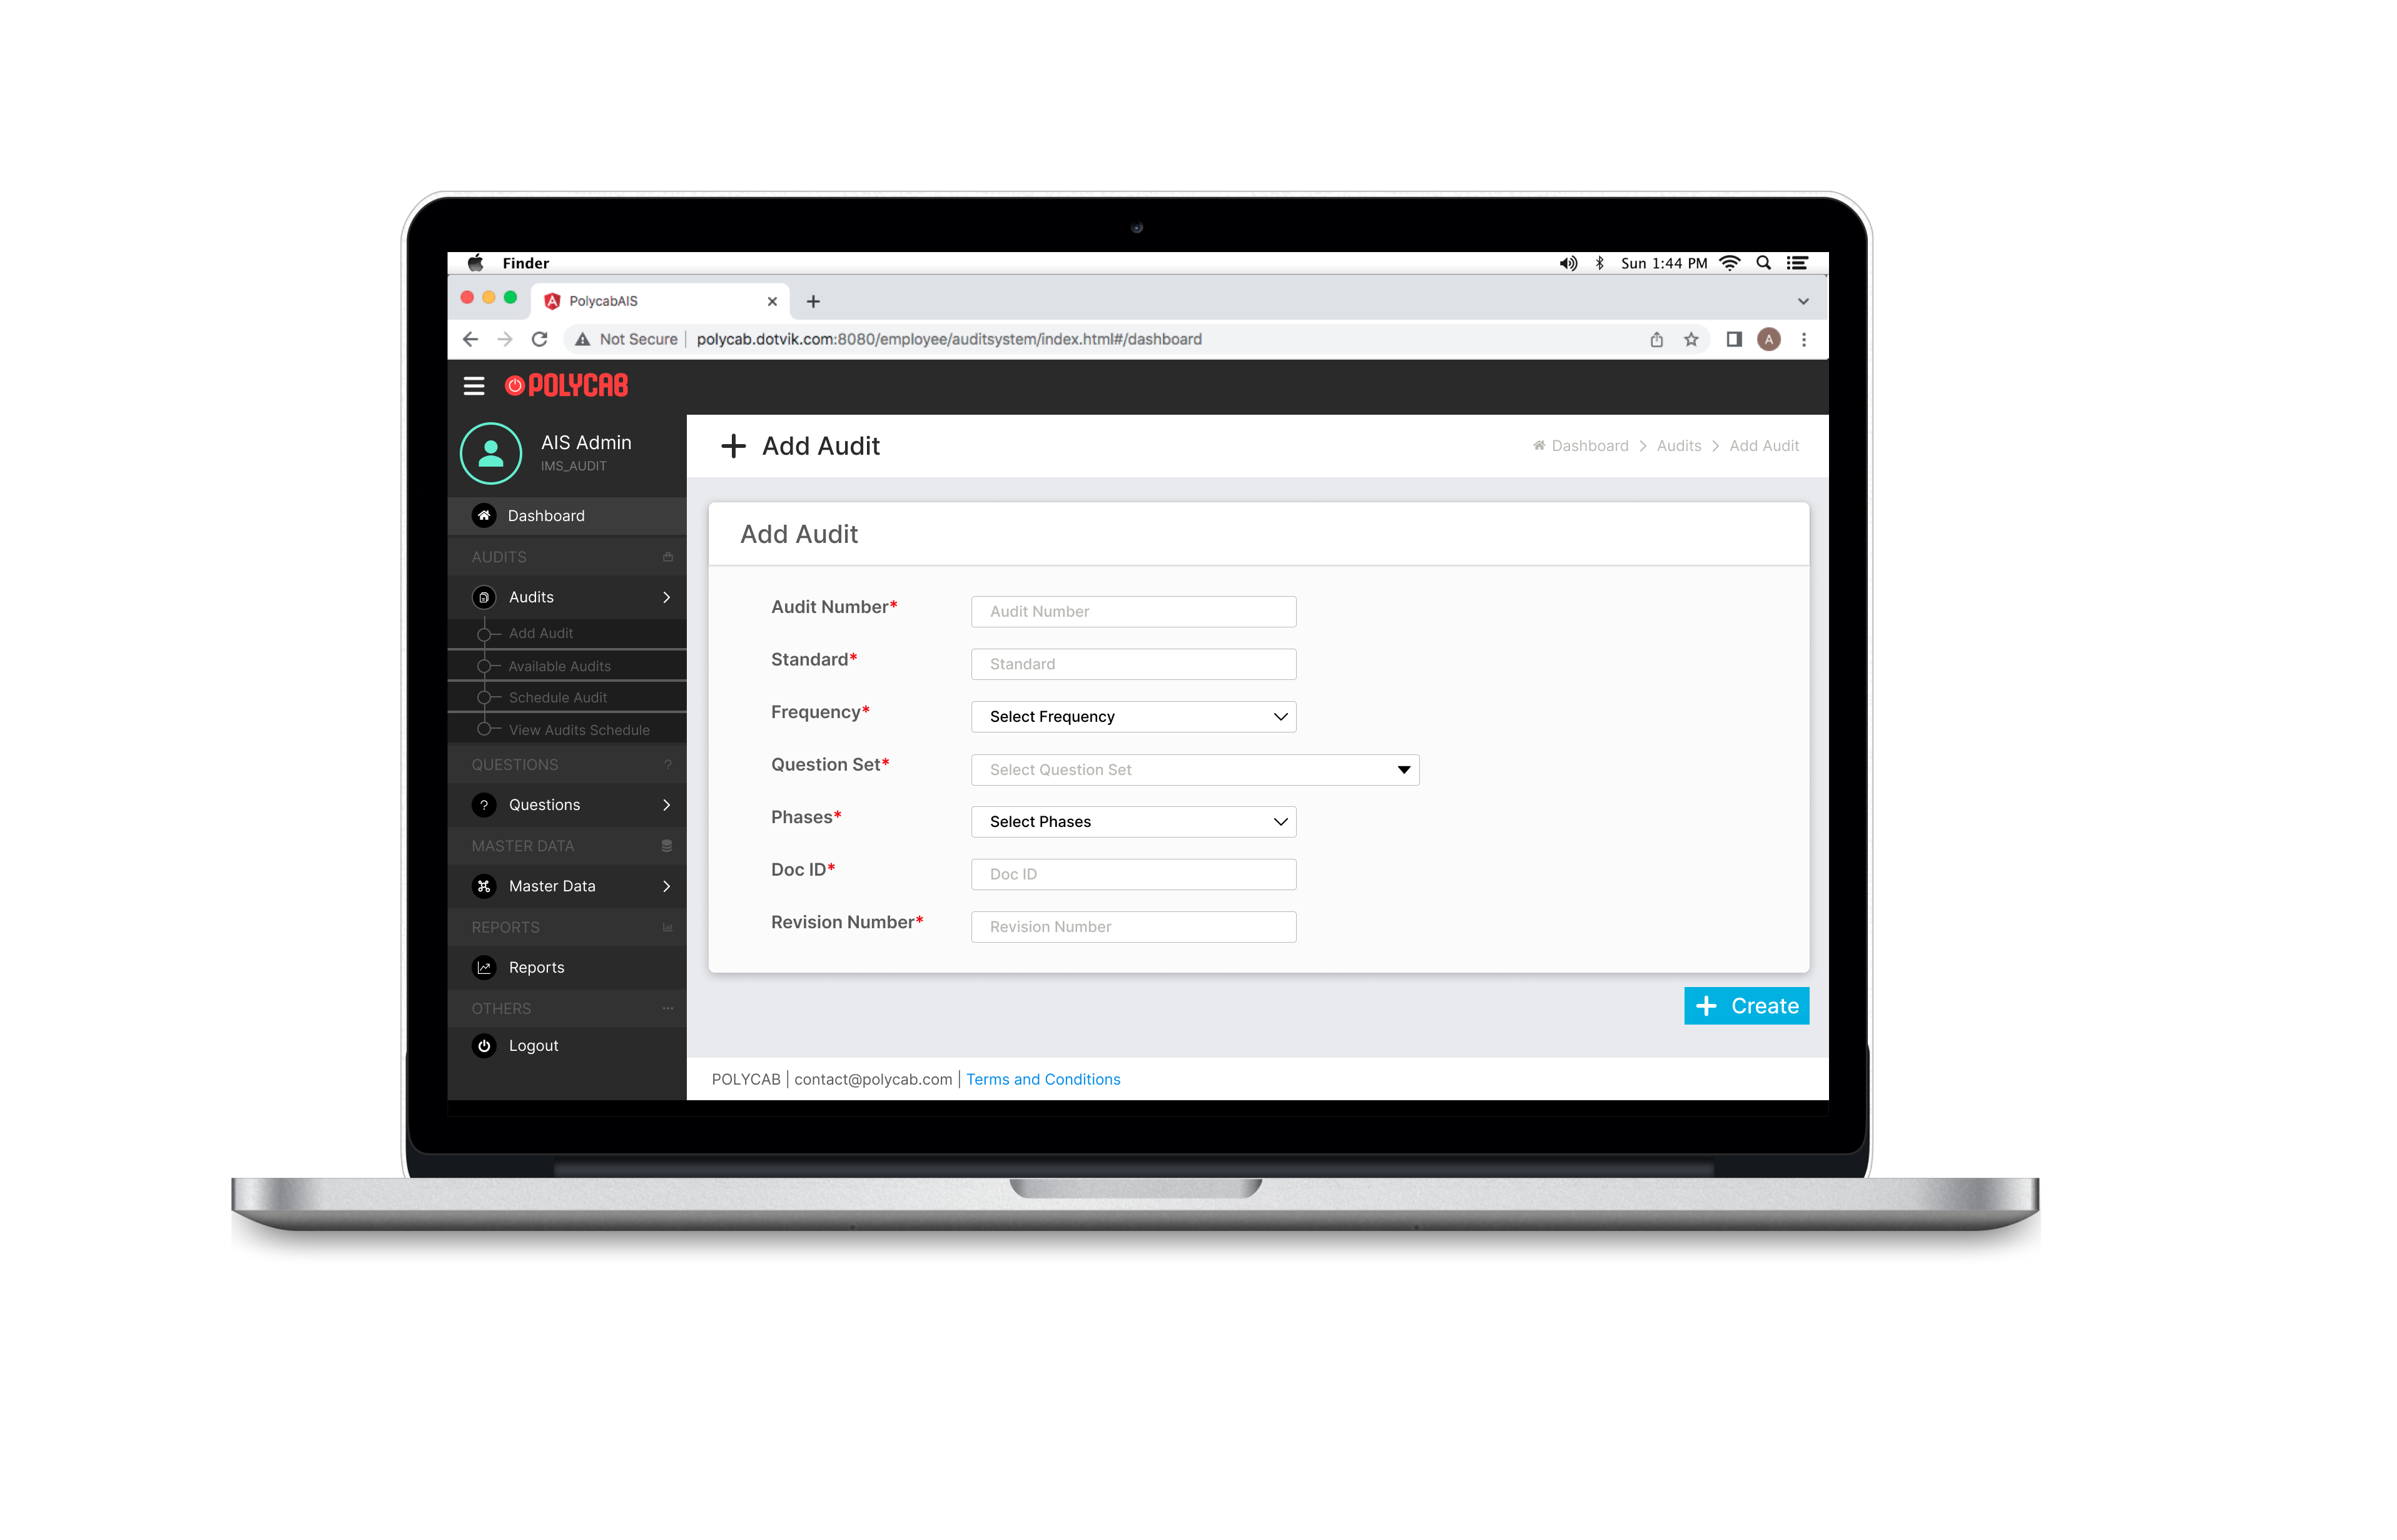 Finder
Sun 1:44 PM
PolycabAIS
Not Secure | polycab.dotvik.com:8080/employee/auditsystem/index.html#/dashboard
A
POLYCAB
AIS Admin
IMS_AUDIT
Dashboard
AUDITS
Audits
Add Audit
Available Audits
Schedule Audit
View Audits Schedule
QUESTIONS ?
? Questions
MASTER DATA
Master Data
REPORTS
Reports
OTHERS
Logout
Add Audit
Dashboard > Audits > Add Audit
Add Audit
Audit Number* Audit Number
Standard* Standard
Frequency* Select Frequency
Question Set* Select Question Set
Phases* Select Phases
Doc ID* Doc ID
Revision Number* Revision Number
+ Create
POLYCAB | contact@polycab.com | Terms and Conditions